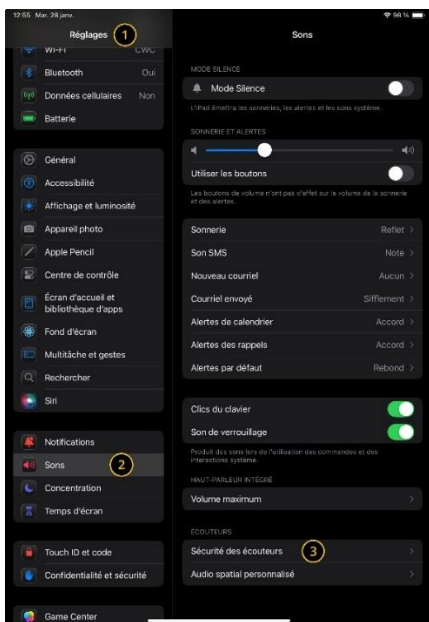 12:55 Mar. 28 janv.
98 %
Réglages
1
Wi-Fi
CWC
Bluetooth
Oui
Données cellulaires
Non
Batterie
Général
Accessibilité
Affichage et luminosité
Appareil photo
Apple Pencil
Centre de contrôle
Écran d'accueil et
bibliothèque d'apps
Fond d'écran
Multitâche et gestes
Rechercher
Siri
Notifications
Sons
2
Concentration
Temps d'écran
Touch ID et code
Confidentialité et sécurité
Game Center
Sons
MODE SILENCE
Mode Silence
L'iPad émettra les sonneries, les alertes et les sons système.
SONNERIE ET ALERTES
Utiliser les boutons
Les boutons de volume n'ont pas d'effet sur le volume de la sonnerie
et des alertes.
Sonnerie
Reflet
Son SMS
Note
Nouveau courriel
Aucun
Courriel envoyé
Sifflement
Alertes de calendrier
Accord
Alertes des rappels
Accord
Alertes par défaut
Rebond
Clics du clavier
Son de verrouillage
Produit des sons lors de l'utilisation des commandes et des
interactions système.
HAUT-PARLEUR INTÉGRÉ
Volume maximum
ÉCOUTEURS
Sécurité des écouteurs
3
Audio spatial personnalisé